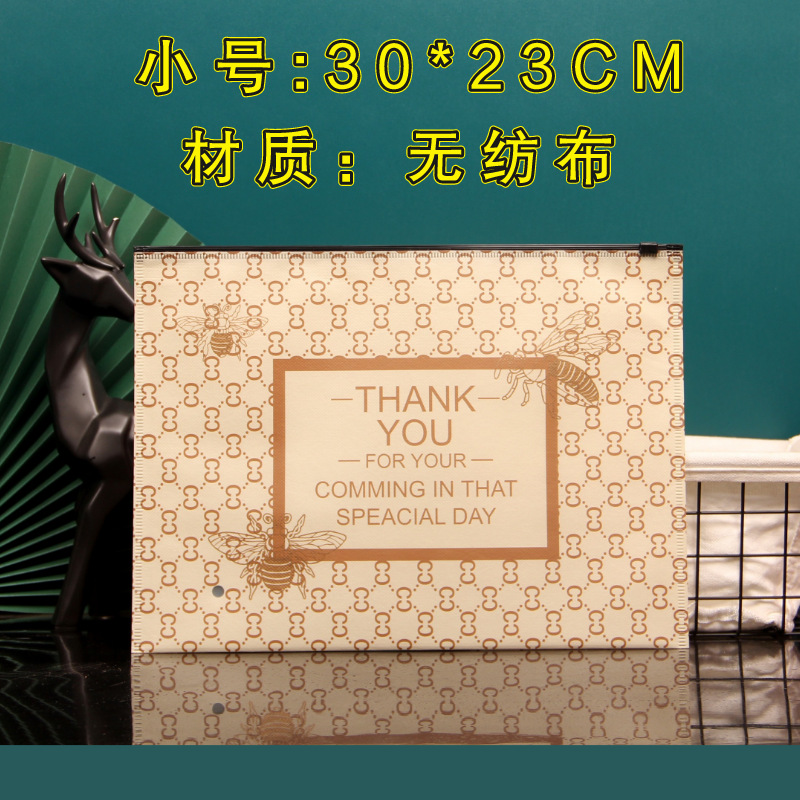 小号:30*23CM
材质：无纺布
THANK
YOU
FOR YOUR
COMMING IN THAT
SPEACIAL DAY